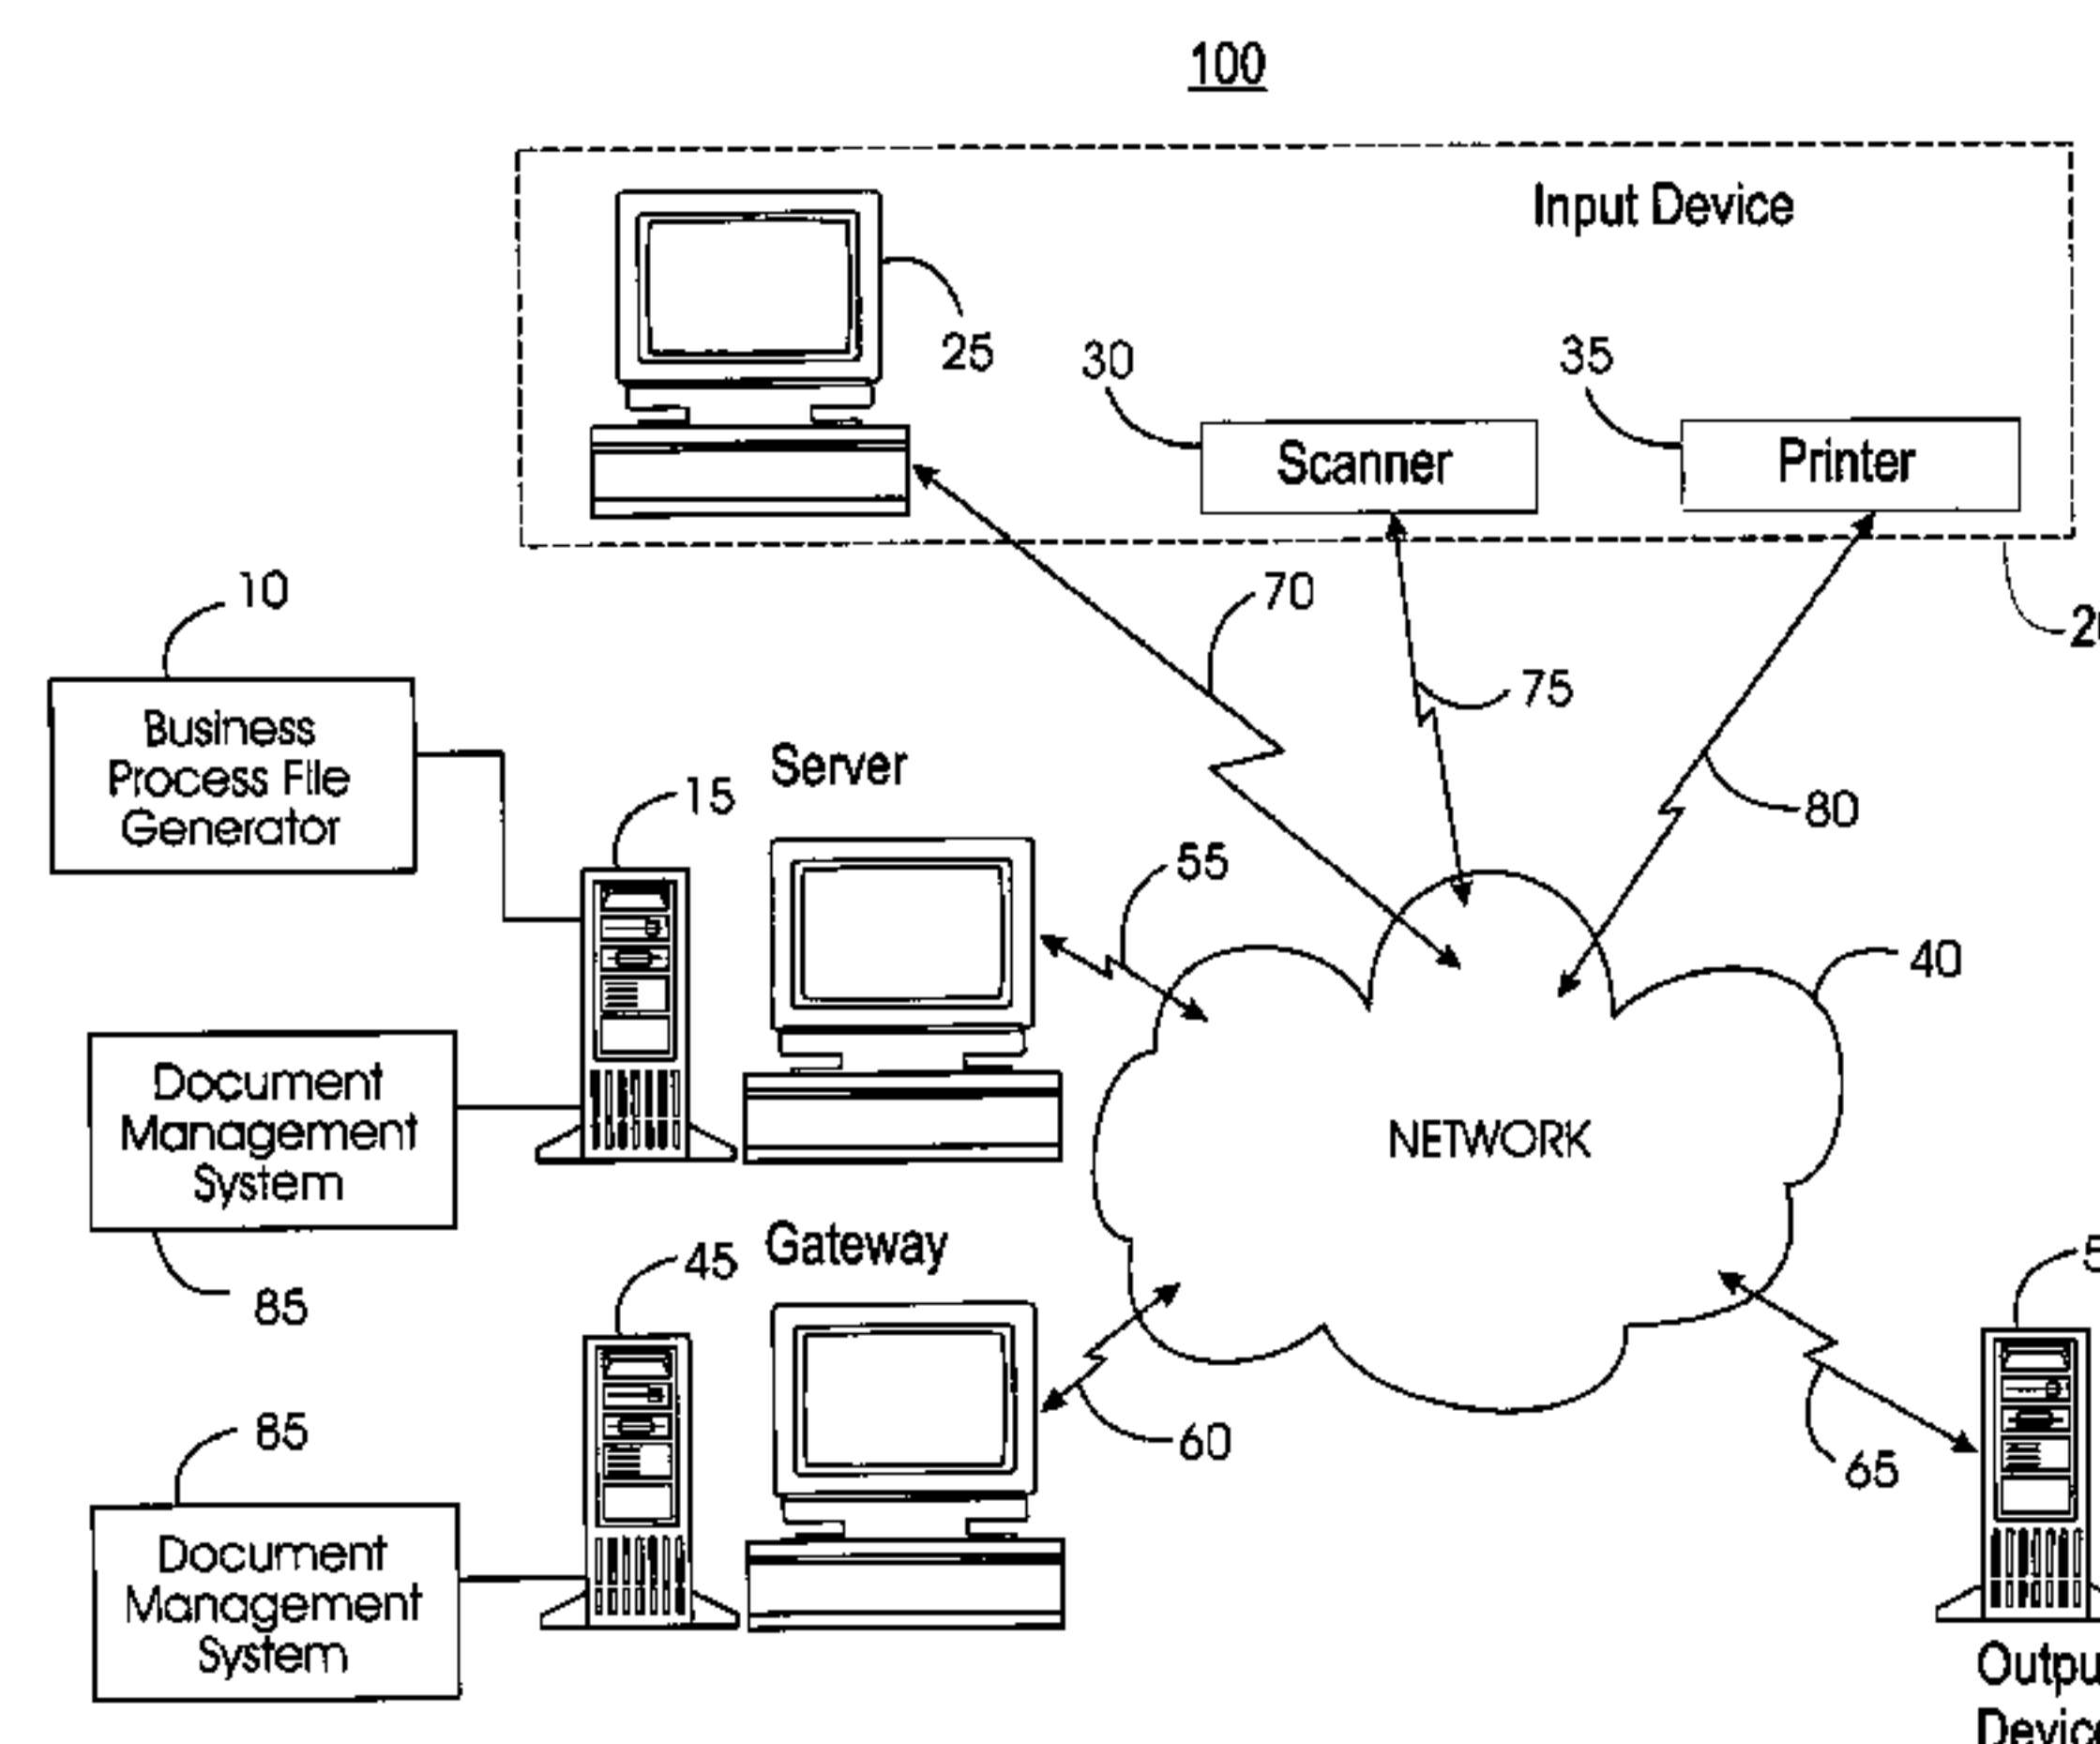 100
Input Device
25
30
35
Scanner
Printer
10
70
75
80
Business
Process File
Generator
Server
15
55
40
Document
Management
System
NETWORK
85
Gateway
45
60
65
85
Document
Management
System